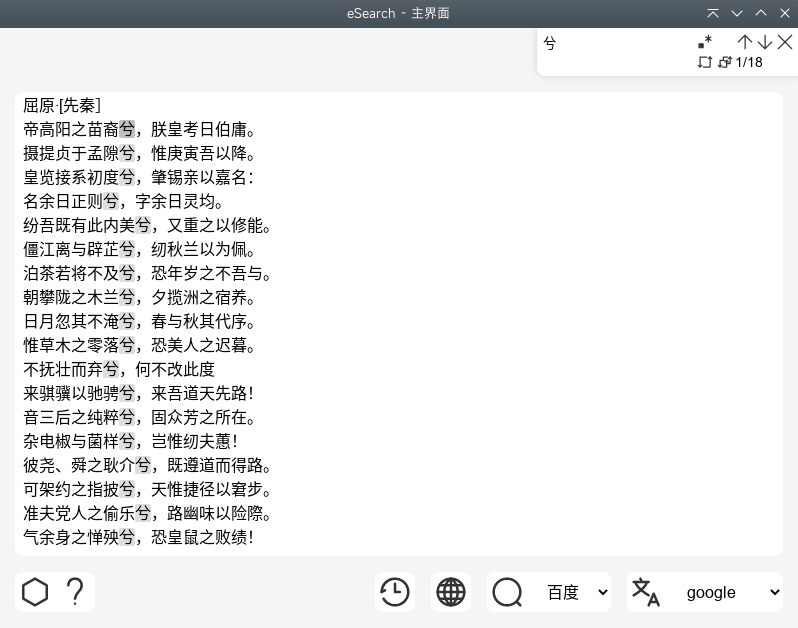 eSearch - 主界面
兮
.*
1/18
屈原·[先秦]
帝高阳之苗裔兮，朕皇考日伯庸。
摄提贞于孟隙兮，惟庚寅吾以降。
皇览接系初度兮，肇锡亲以嘉名：
名余日正则兮，字余日灵均。
纷吾既有此内美兮，又重之以修能。
僵江离与辟芷兮，纫秋兰以为佩。
泊茶若将不及兮，恐年岁之不吾与。
朝攀陇之木兰兮，夕揽洲之宿养。
日月忽其不淹兮，春与秋其代序。
惟草木之零落兮，恐美人之迟暮。
不抚壮而弃兮，何不改此度
来骐骥以驰骋兮，来吾道天先路！
音三后之纯粹兮，固众芳之所在。
杂电椒与菌样兮，岂惟纫夫蕙！
彼尧、舜之耿介兮，既遵道而得路。
可架约之指披兮，天惟捷径以窘步。
准夫党人之偷乐兮，路幽味以险際。
气余身之惮殃兮，恐皇鼠之败绩！
百度
google